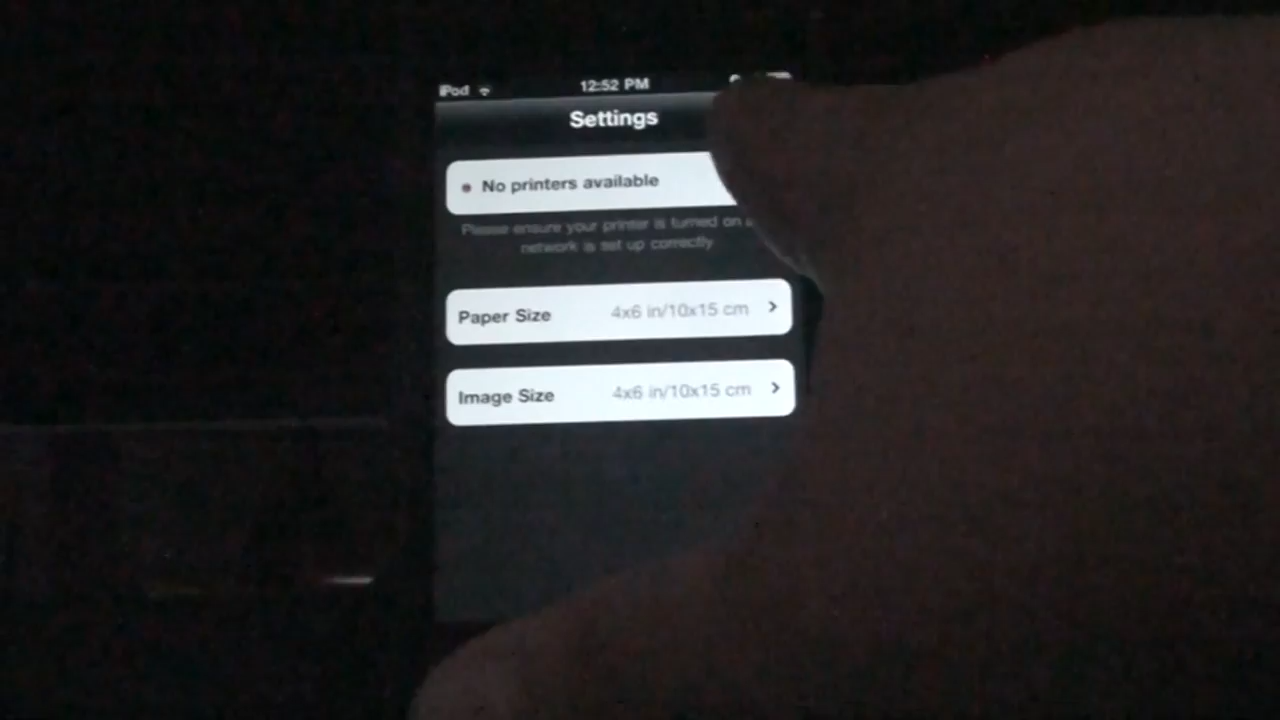 iPod
12:52 PM
Settings
No printers available
Please ensure your printer is turned on
network is set up correctly
Paper Size 4x6 in/10x15 cm
Image Size 4x6 in/10x15 cm